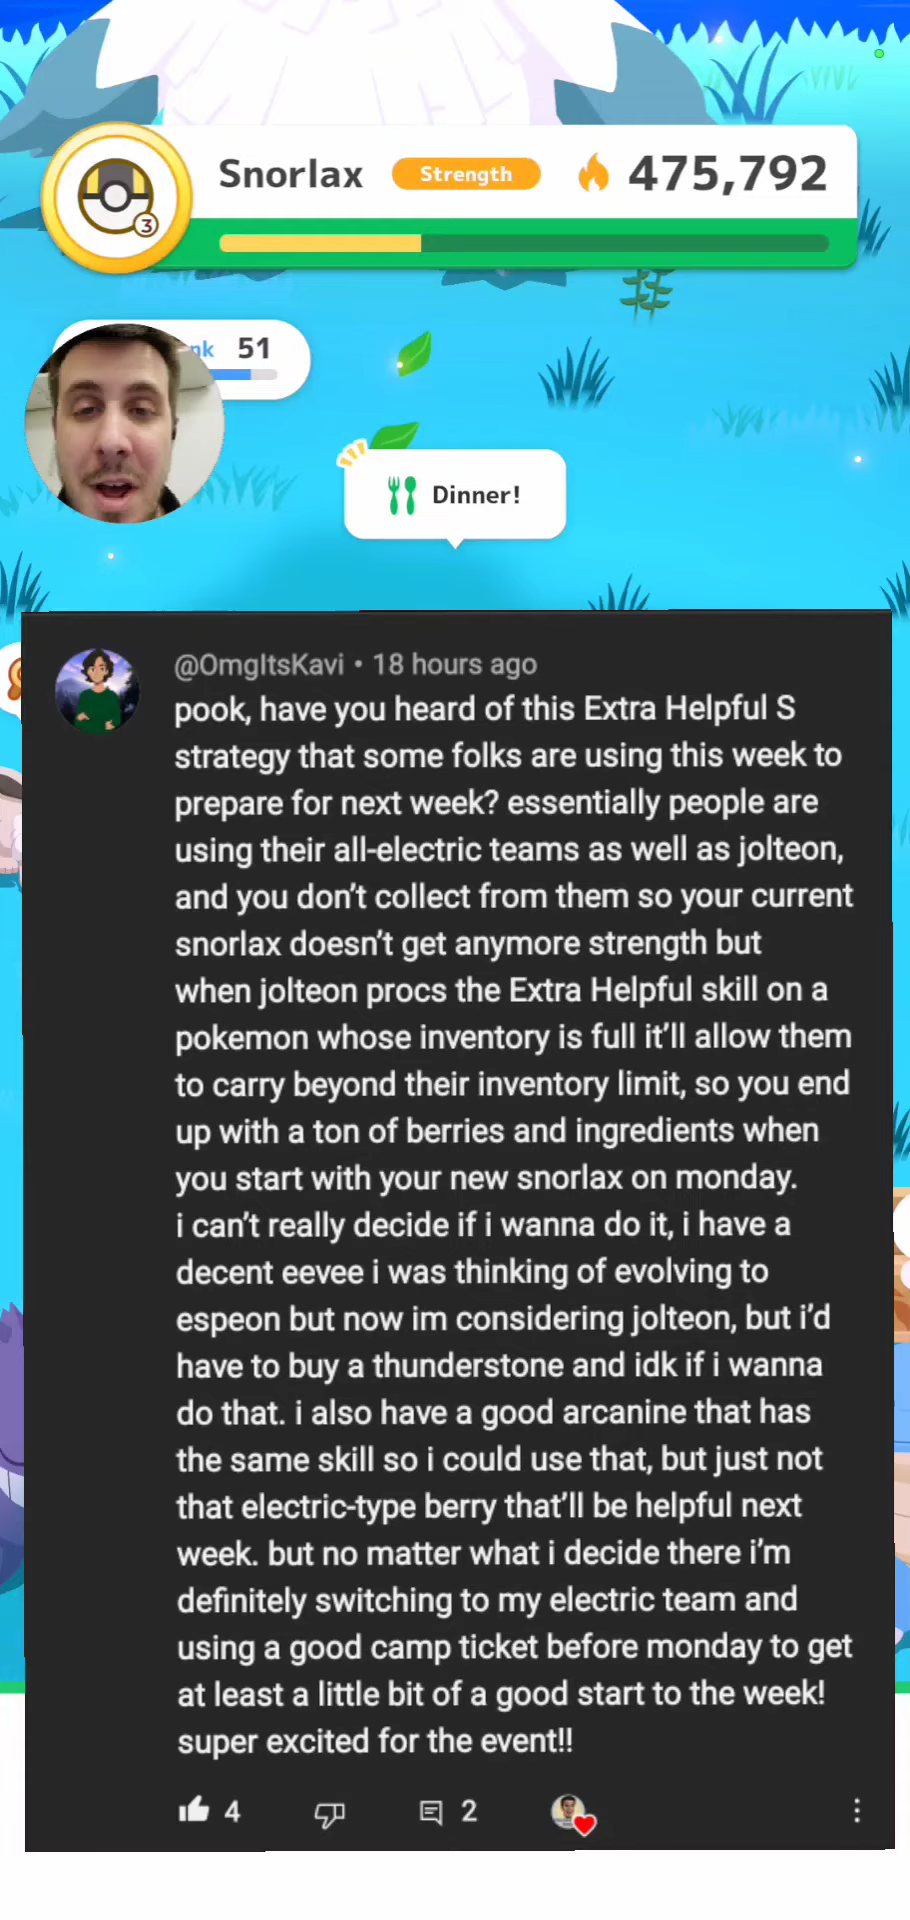 Snorlax Strength 475,792
3
nk 51
Dinner!
@OmgItsKavi • 18 hours ago
pook, have you heard of this Extra Helpful S
strategy that some folks are using this week to
prepare for next week? essentially people are
using their all-electric teams as well as jolteon,
and you don't collect from them so your current
snorlax doesn't get anymore strength but
when jolteon procs the Extra Helpful skill on a
pokemon whose inventory is full it'll allow them
to carry beyond their inventory limit, so you end
up with a ton of berries and ingredients when
you start with your new snorlax on monday.
i can't really decide if i wanna do it, i have a
decent eevee i was thinking of evolving to
espeon but now im considering jolteon, but i'd
have to buy a thunderstone and idk if i wanna
do that. i also have a good arcanine that has
the same skill so i could use that, but just not
that electric-type berry that'll be helpful next
week. but no matter what i decide there i'm
definitely switching to my electric team and
using a good camp ticket before monday to get
at least a little bit of a good start to the week!
super excited for the event!!
4 2